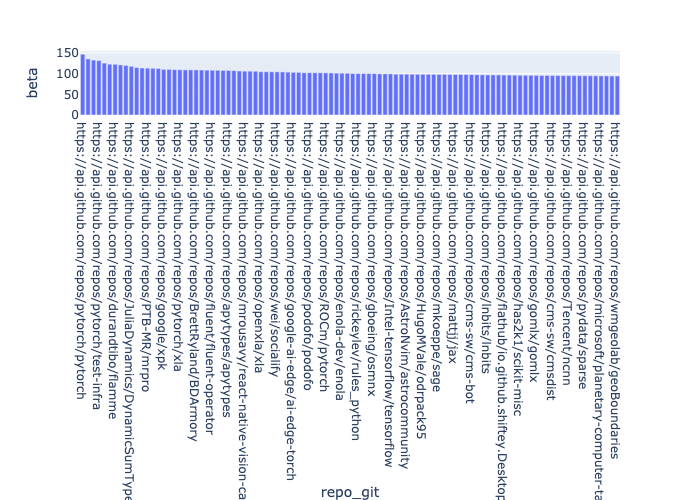 beta
150
100
50
0
https://api.github.com/repos/pytorch/pytorch
https://api.github.com/repos/pytorch/test-infra
https://api.github.com/repos/durandtibo/flamme
https://api.github.com/repos/JuliaDynamics/DynamicSumType
https://api.github.com/repos/PTB-MR/mrpro
https://api.github.com/repos/google/xpk
https://api.github.com/repos/pytorch/xla
https://api.github.com/repos/BrettRyland/BDArmory
https://api.github.com/repos/fluent/fluent-operator
https://api.github.com/repos/apytypes/apytypes
https://api.github.com/repos/mrousavy/react-native-vision-ca
https://api.github.com/repos/openxla/xla
https://api.github.com/repos/wei/socialify
https://api.github.com/repos/google-ai-edge/ai-edge-torch
https://api.github.com/repos/podofo/podofo
https://api.github.com/repos/ROCm/pytorch
https://api.github.com/repos/enola-dev/enola
https://api.github.com/repos/rickeylev/rules_python
https://api.github.com/repos/gboeing/osmnx
https://api.github.com/repos/Intel-tensorflow/tensorflow
https://api.github.com/repos/AstroNvim/astrocommunity
https://api.github.com/repos/HugoMVale/odrpack95
https://api.github.com/repos/mkoeppe/sage
https://api.github.com/repos/mattjj/jax
https://api.github.com/repos/cms-sw/cms-bot
https://api.github.com/repos/lnbits/lnbits
https://api.github.com/repos/flathub/io.github.shiftey.Desktop
https://api.github.com/repos/has2k1/scikit-misc
https://api.github.com/repos/gomlx/gomlx
https://api.github.com/repos/cms-sw/cmsdist
https://api.github.com/repos/Tencent/ncnn
https://api.github.com/repos/pydata/sparse
https://api.github.com/repos/microsoft/planetary-computer-ta
https://api.github.com/repos/wmgeolab/geoBoundaries
repo_git